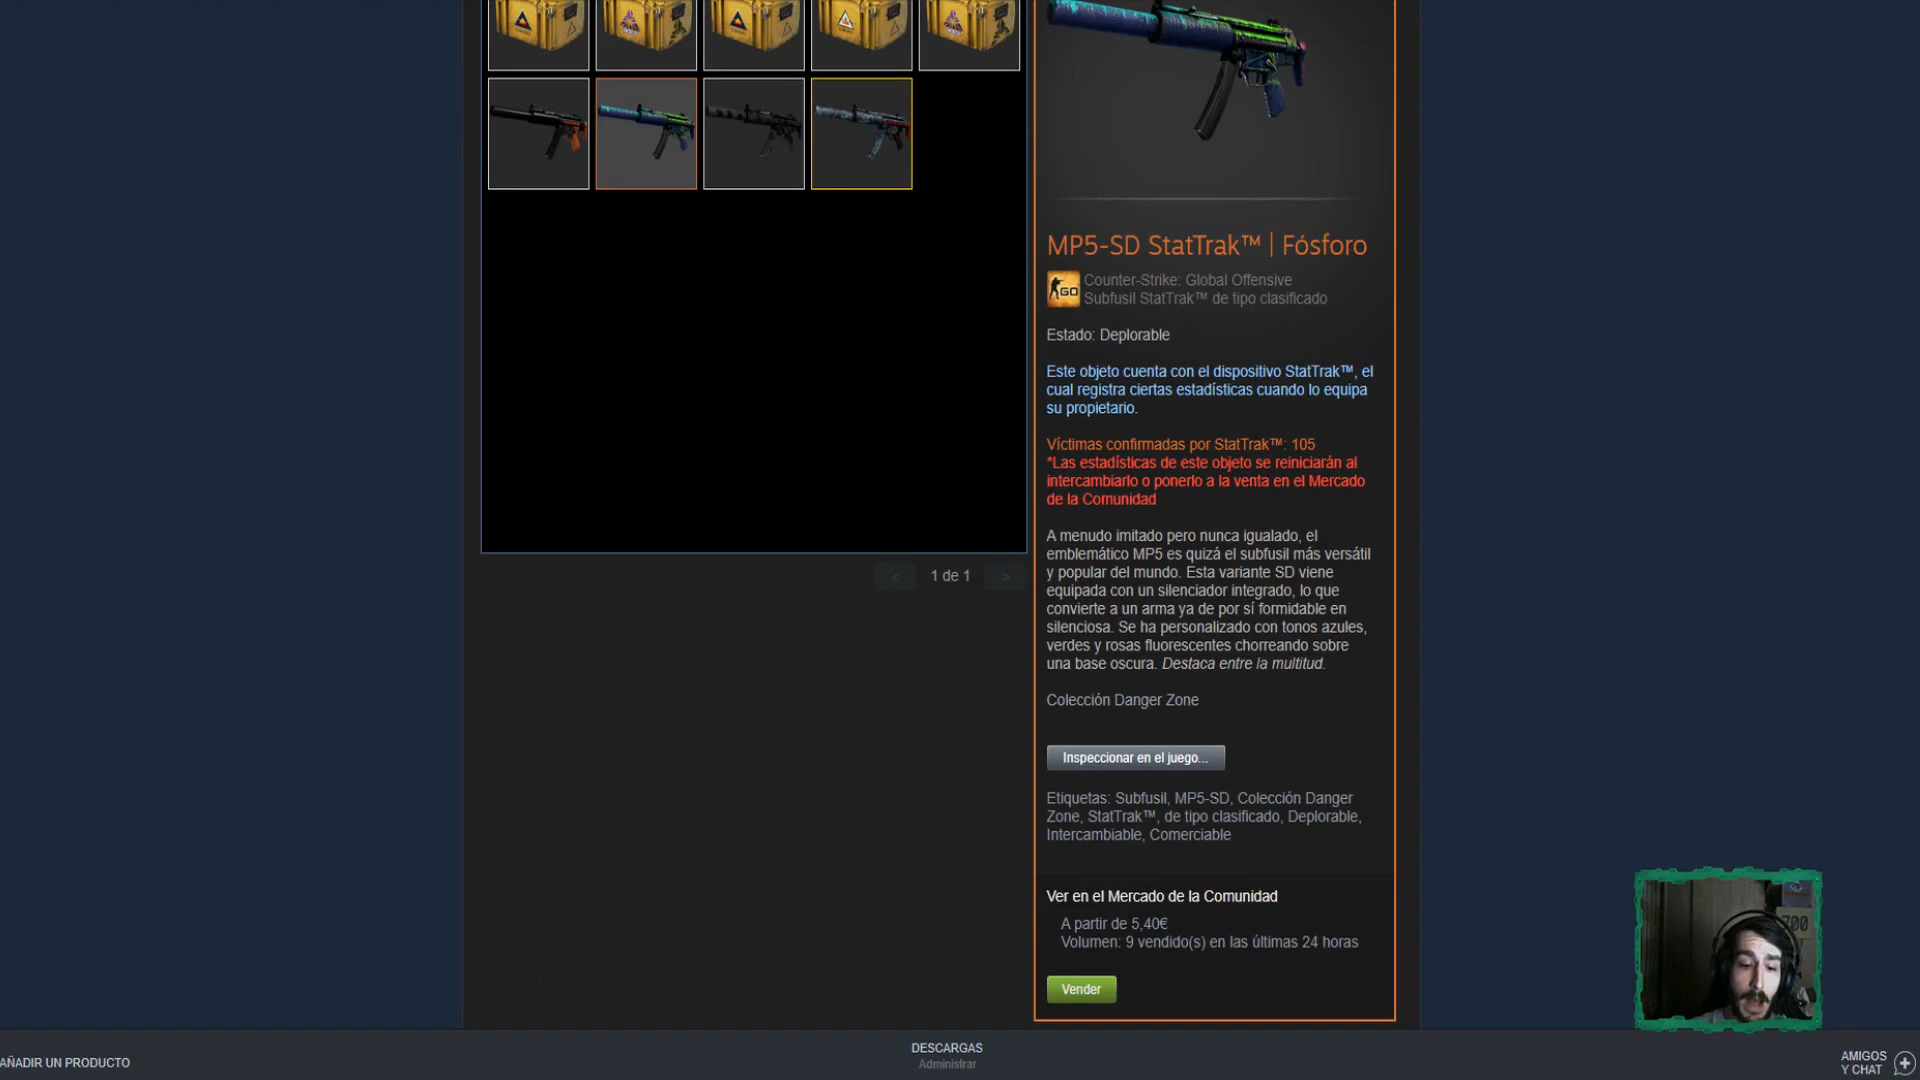 MP5-SD StatTrak™ | Fósforo
GO
Counter-Strike: Global Offensive
Subfusil StatTrak™ de tipo clasificado
Estado: Deplorable
Este objeto cuenta con el dispositivo StatTrak™, el
cual registra ciertas estadísticas cuando lo equipa
su propietario.
Víctimas confirmadas por StatTrak™: 105
*Las estadísticas de este objeto se reiniciarán al
intercambiarlo o ponerlo a la venta en el Mercado
de la Comunidad
A menudo imitado pero nunca igualado, el
emblemático MP5 es quizá el subfusil más versátil
y popular del mundo. Esta variante SD viene
equipada con un silenciador integrado, lo que
convierte a un arma ya de por sí formidable en
silenciosa. Se ha personalizado con tonos azules,
verdes y rosas fluorescentes chorreando sobre
una base oscura. Destaca entre la multitud.
Colección Danger Zone
Inspeccionar en el juego...
Etiquetas: Subfusil, MP5-SD, Colección Danger
Zone, StatTrak™, de tipo clasificado, Deplorable,
Intercambiable, Comerciable
Ver en el Mercado de la Comunidad
A partir de 5,40€
Volumen: 9 vendido(s) en las últimas 24 horas
Vender
< 1 de 1 >
700
AÑADIR UN PRODUCTO
DESCARGAS
Administrar
AMIGOS
Y CHAT